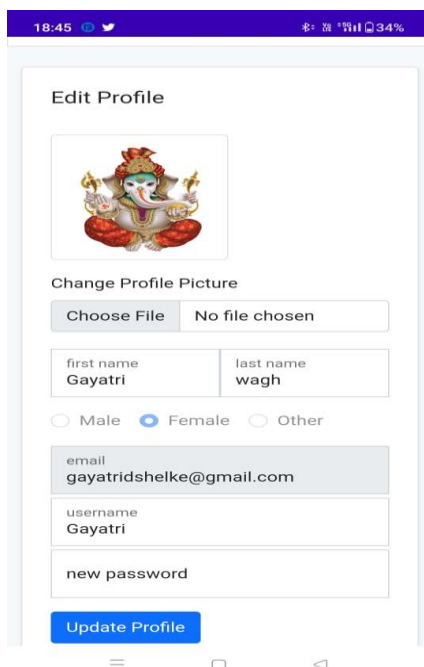 18:45 34%
Edit Profile
Change Profile Picture
Choose File No file chosen
first name last name
Gayatri wagh
Male Female Other
email
gayatridshelke@gmail.com
username
Gayatri
new password
Update Profile